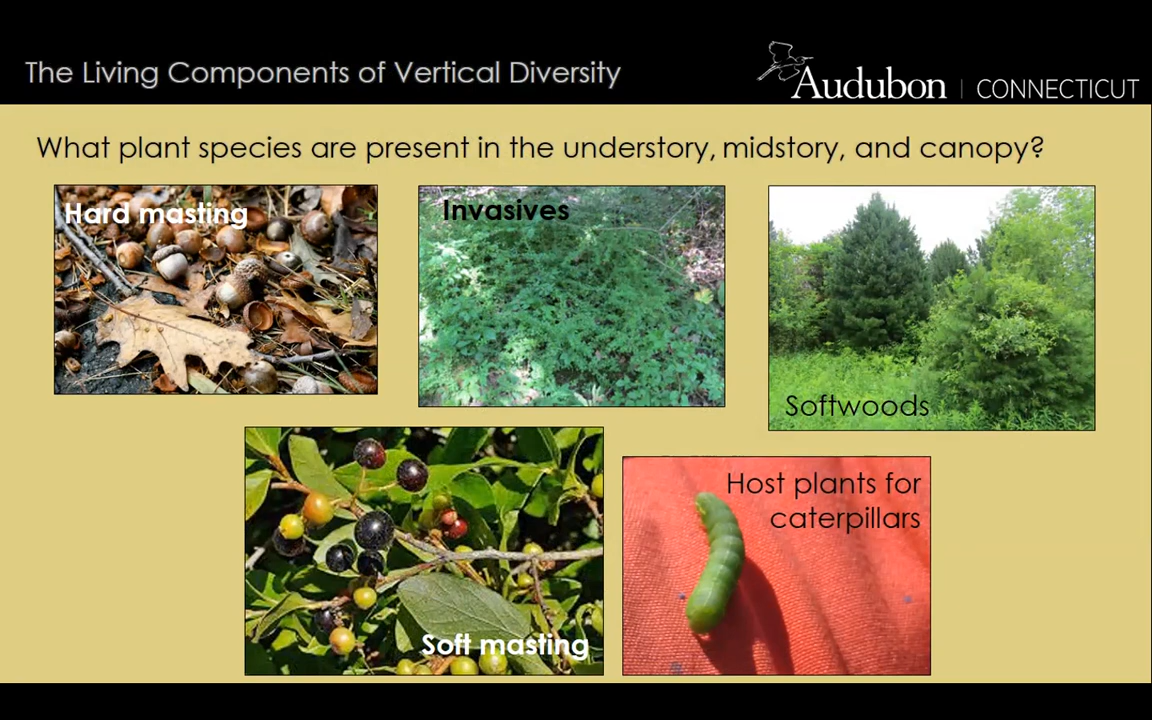 The Living Components of Vertical Diversity
Audubon | CONNECTICUT
What plant species are present in the understory, midstory, and canopy?
Hard masting
Invasives
Softwoods
Soft masting
Host plants for
caterpillars